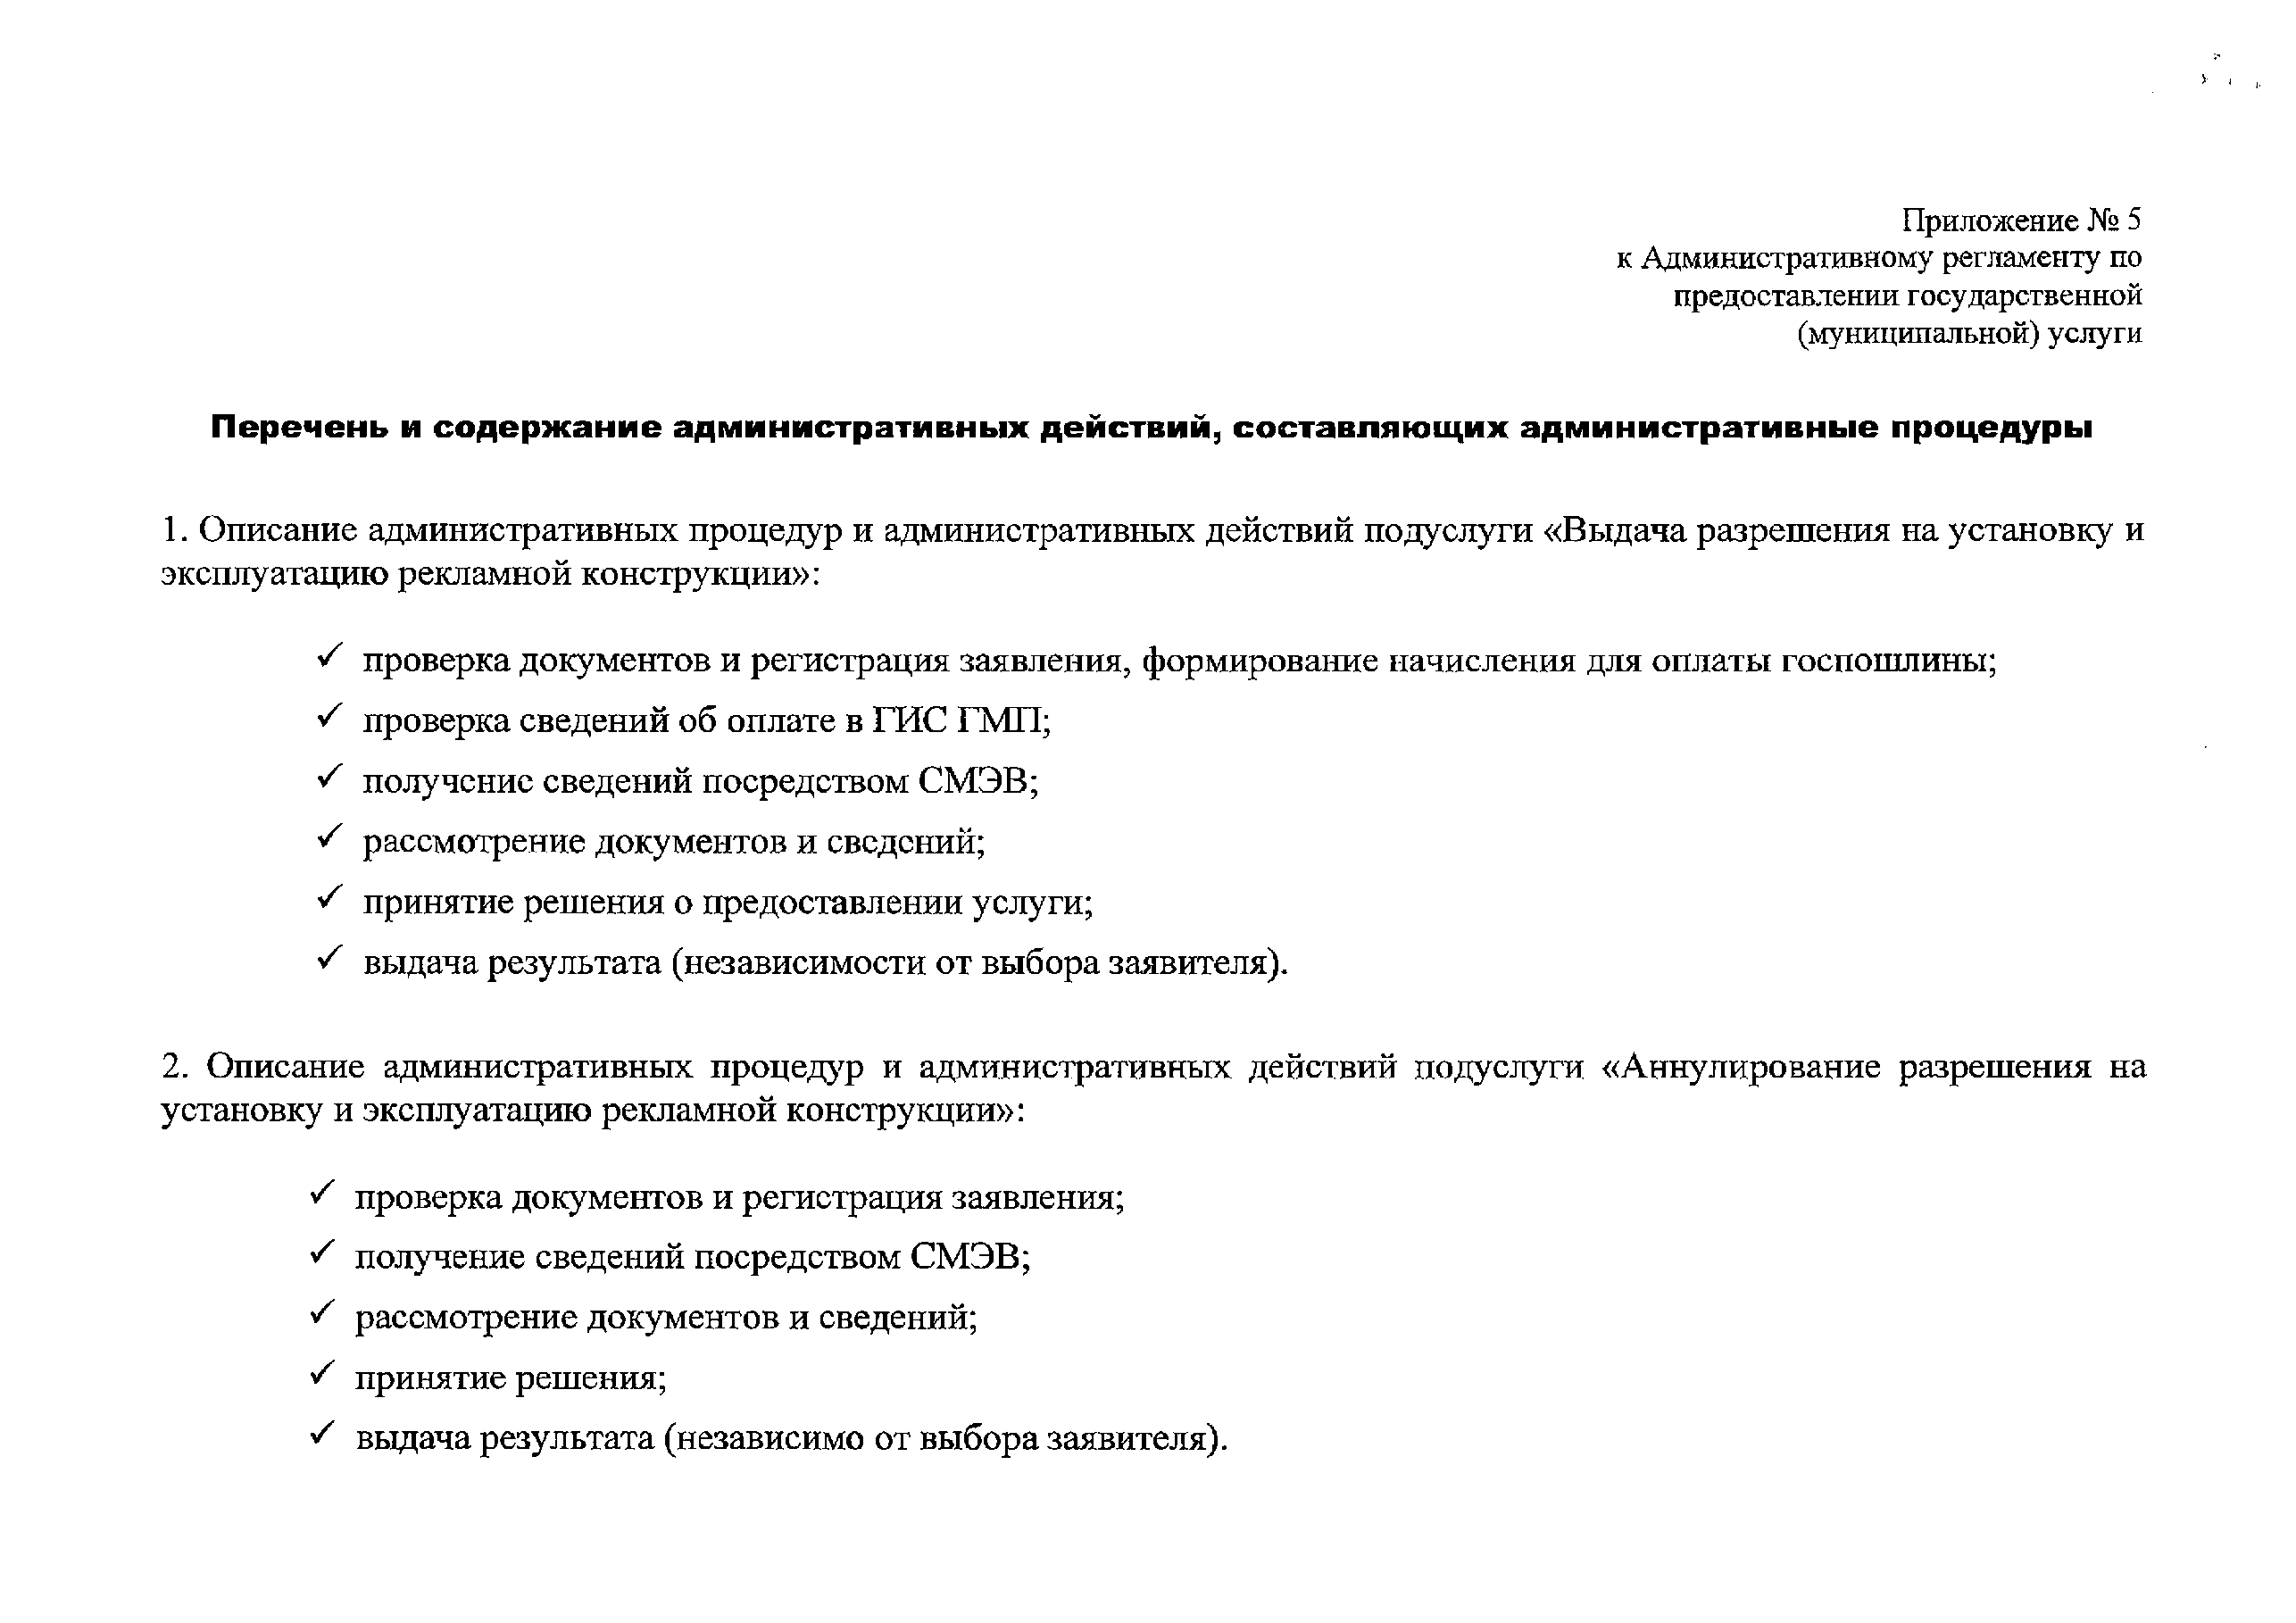 Приложение № 5
к Административному регламенту по
предоставлении государственной
(муниципальной) услуги
Перечень и содержание административных действий, составляющих административные процедуры
1. Описание административных процедур и административных действий подуслуги «Выдача разрешения на установку и
эксплуатацию рекламной конструкции»:
✓ проверка документов и регистрация заявления, формирование начисления для оплаты госпошлины;
✓ проверка сведений об оплате в ГИС ГМП;
✓ получение сведений посредством СМЭВ;
✓ рассмотрение документов и сведений;
✓ принятие решения о предоставлении услуги;
✓ выдача результата (независимости от выбора заявителя).
2. Описание административных процедур и административных действий подуслуги «Аннулирование разрешения на
установку и эксплуатацию рекламной конструкции»:
✓ проверка документов и регистрация заявления;
✓ получение сведений посредством СМЭВ;
✓ рассмотрение документов и сведений;
✓ принятие решения;
✓ выдача результата (независимо от выбора заявителя).